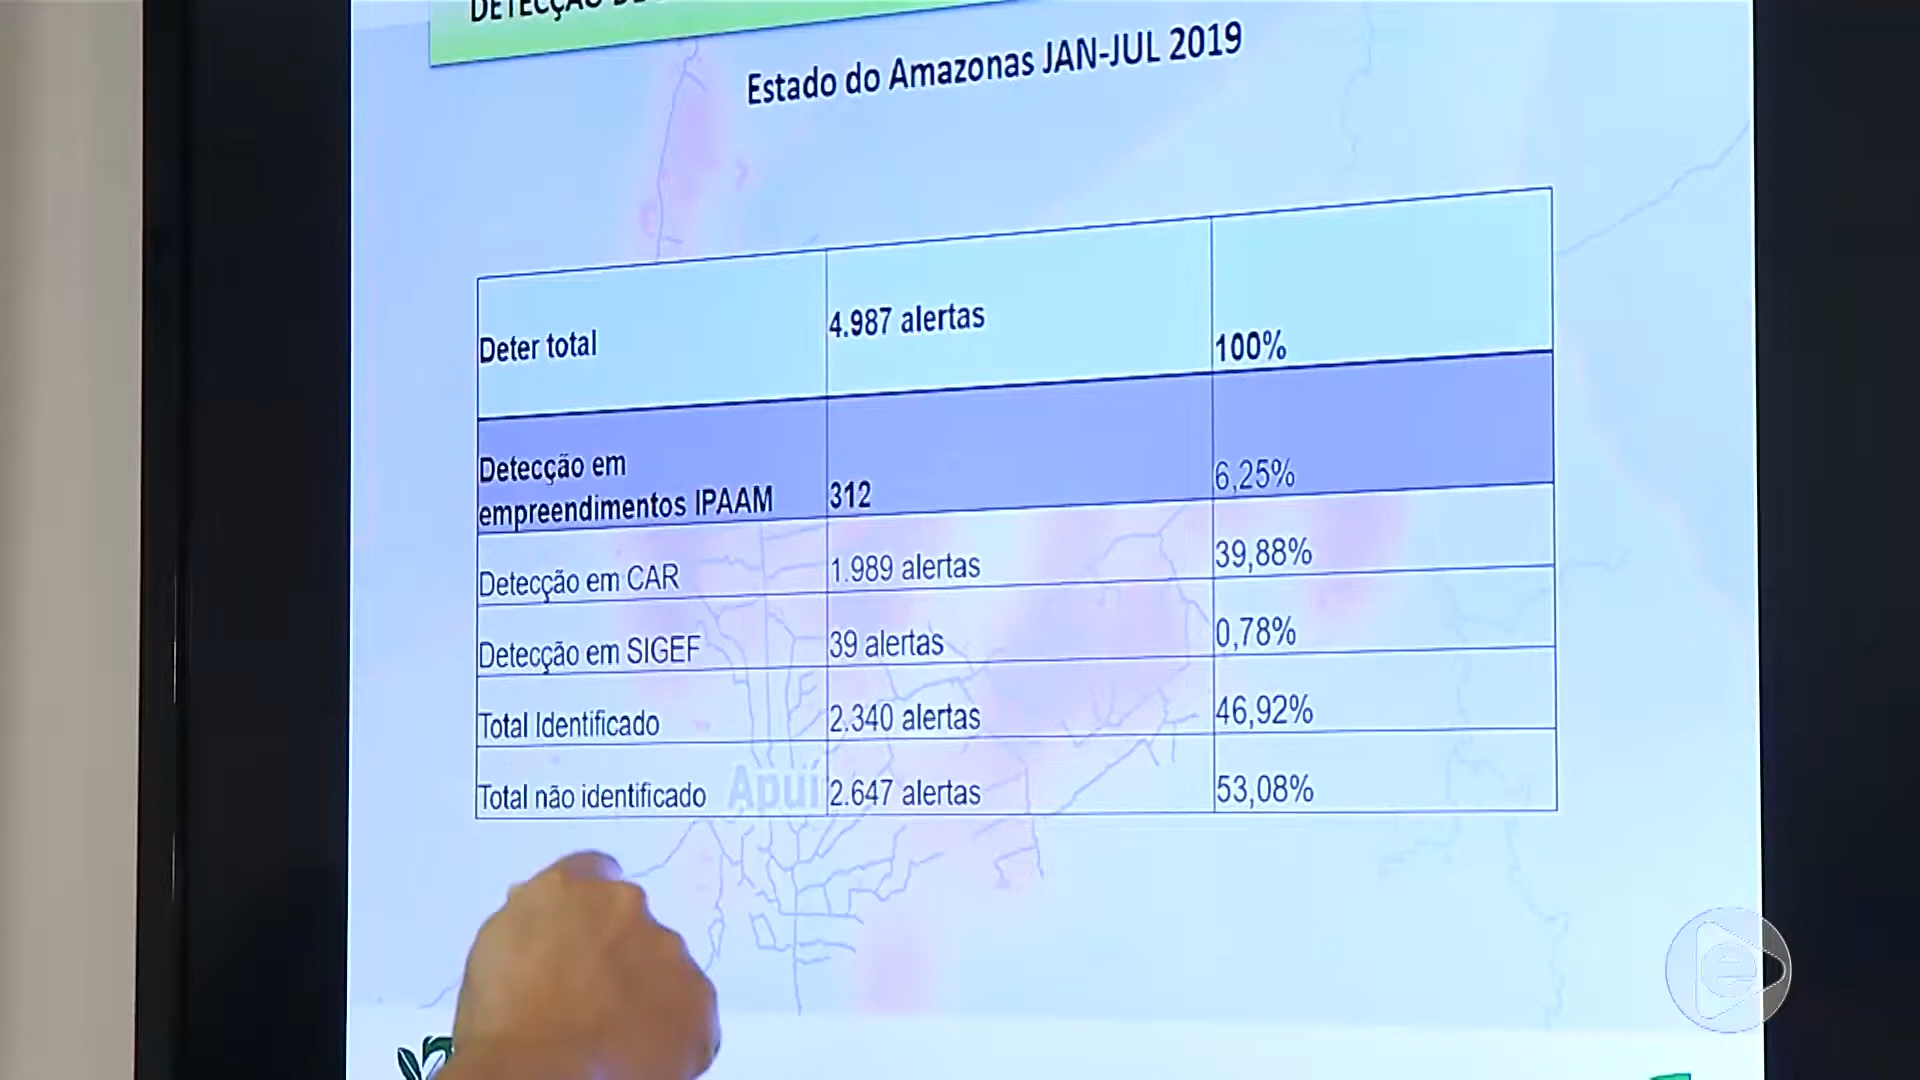 DETECÇÃO
Estado do Amazonas JAN-JUL 2019
Deter total
4.987 alertas
100%
Detecção em
empreendimentos IPAAM
312
6,25%
Detecção em CAR
1.989 alertas
39,88%
Detecção em SIGEF
39 alertas
0,78%
Total Identificado
2.340 alertas
46,92%
Total não identificado
2.647 alertas
53,08%
Apuí
e